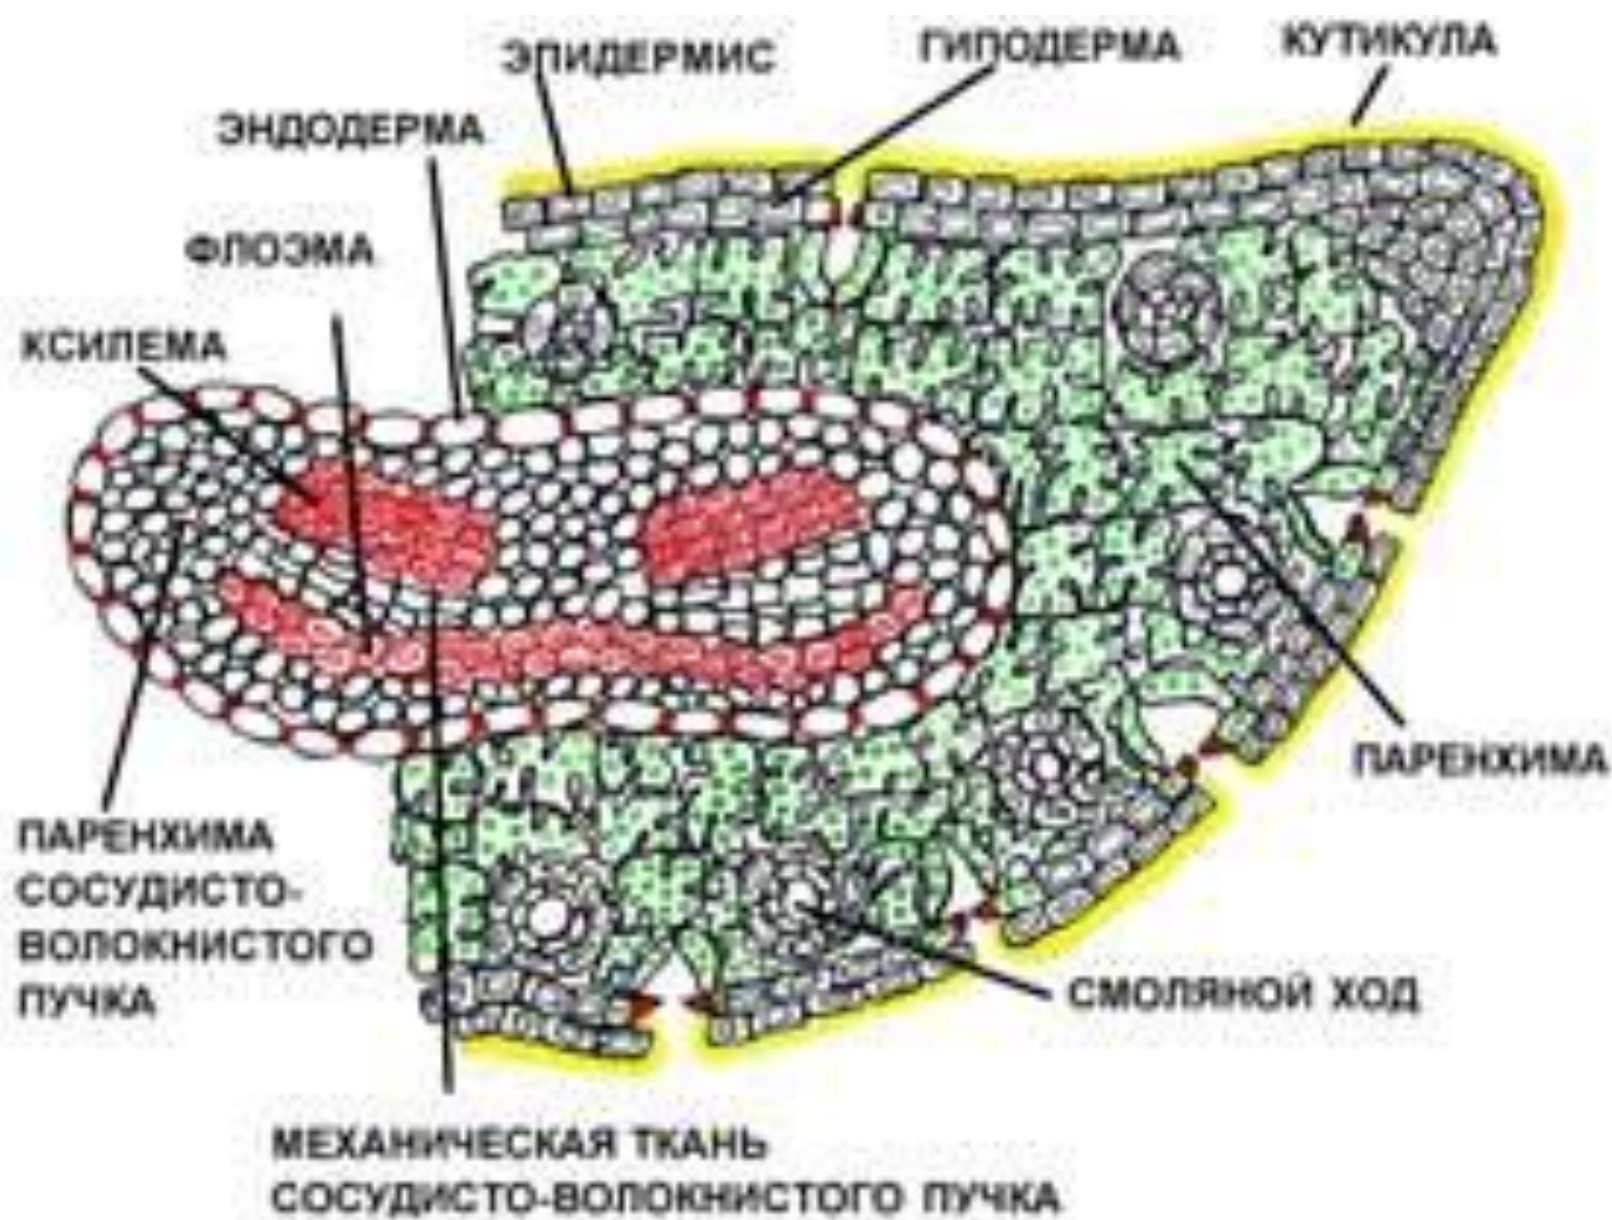 ЭПИДЕРМИС
ГИПОДЕРМА
КУТИКУЛА
ЭНДОДЕРМА
ФЛОЭМА
КСИЛЕМА
ПАРЕНХИМА
ПАРЕНХИМА
СОСУДИСТО-
ВОЛОКНИСТОГО
ПУЧКА
СМОЛЯНОЙ ХОД
МЕХАНИЧЕСКАЯ ТКАНЬ
СОСУДИСТО-ВОЛОКНИСТОГО ПУЧКА